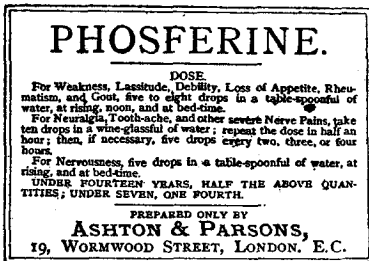 PHOSFERINE.
DOSE.
For Weakness, Lassitude, Debility, Loss of Appetite, Rheu-
matism, and Gout, five to eight drops in a table-spoonful of
water, at rising, noon, and at bed-time.
For Neuralgia, Tooth-ache, and other severe Nerve Pains, take
ten drops in a wine-glassful of water; repeat the dose in half an
hour; then, if necessary, five drops every two, three, or four
hours.
For Nervousness, five drops in a table-spoonful of water, at
rising, and at bed-time.
UNDER FOURTEEN YEARS, HALF THE ABOVE QUAN-
TITIES; UNDER SEVEN, ONE FOURTH.
PREPARED ONLY BY
ASHTON & PARSONS,
19, WORMWOOD STREET, LONDON. E.C.